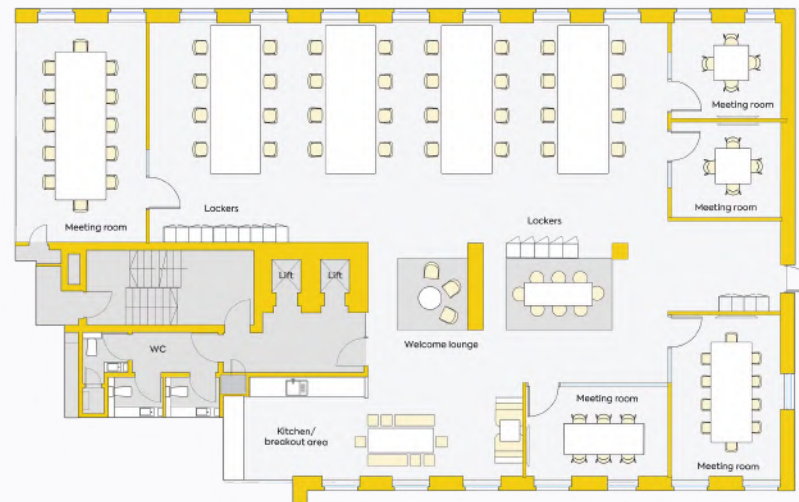 Meeting room
Meeting room
Meeting room
Lockers
Lockers
Lift
Lift
WC
Welcome lounge
Kitchen/
breakout area
Meeting room
Meeting room